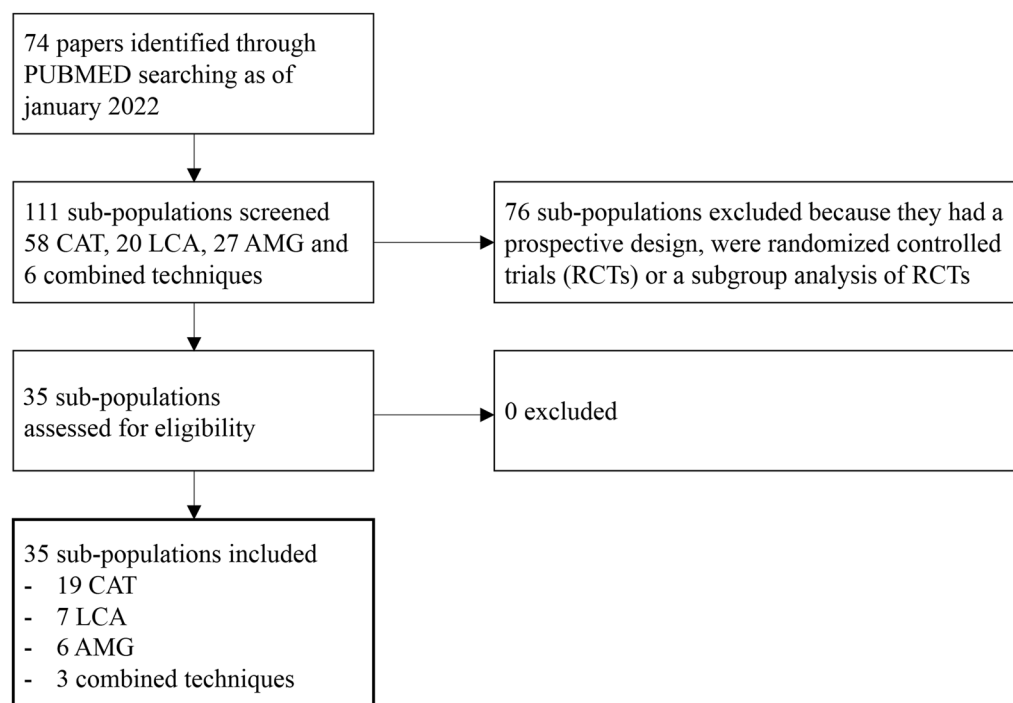 74 papers identified through
PUBMED searching as of
january 2022
111 sub-populations screened
58 CAT, 20 LCA, 27 AMG and
6 combined techniques
76 sub-populations excluded because they had a
prospective design, were randomized controlled
trials (RCTs) or a subgroup analysis of RCTs
35 sub-populations
assessed for eligibility
0 excluded
35 sub-populations included
- 19 CAT
- 7 LCA
- 6 AMG
- 3 combined techniques